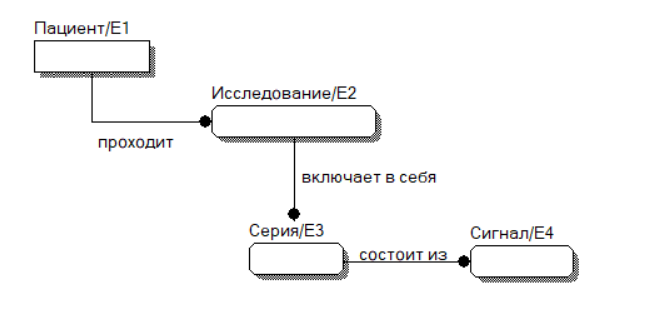 Пациент/E1
Исследование/E2
проходит
включает в себя
Серия/E3
Сигнал/E4
состоит из